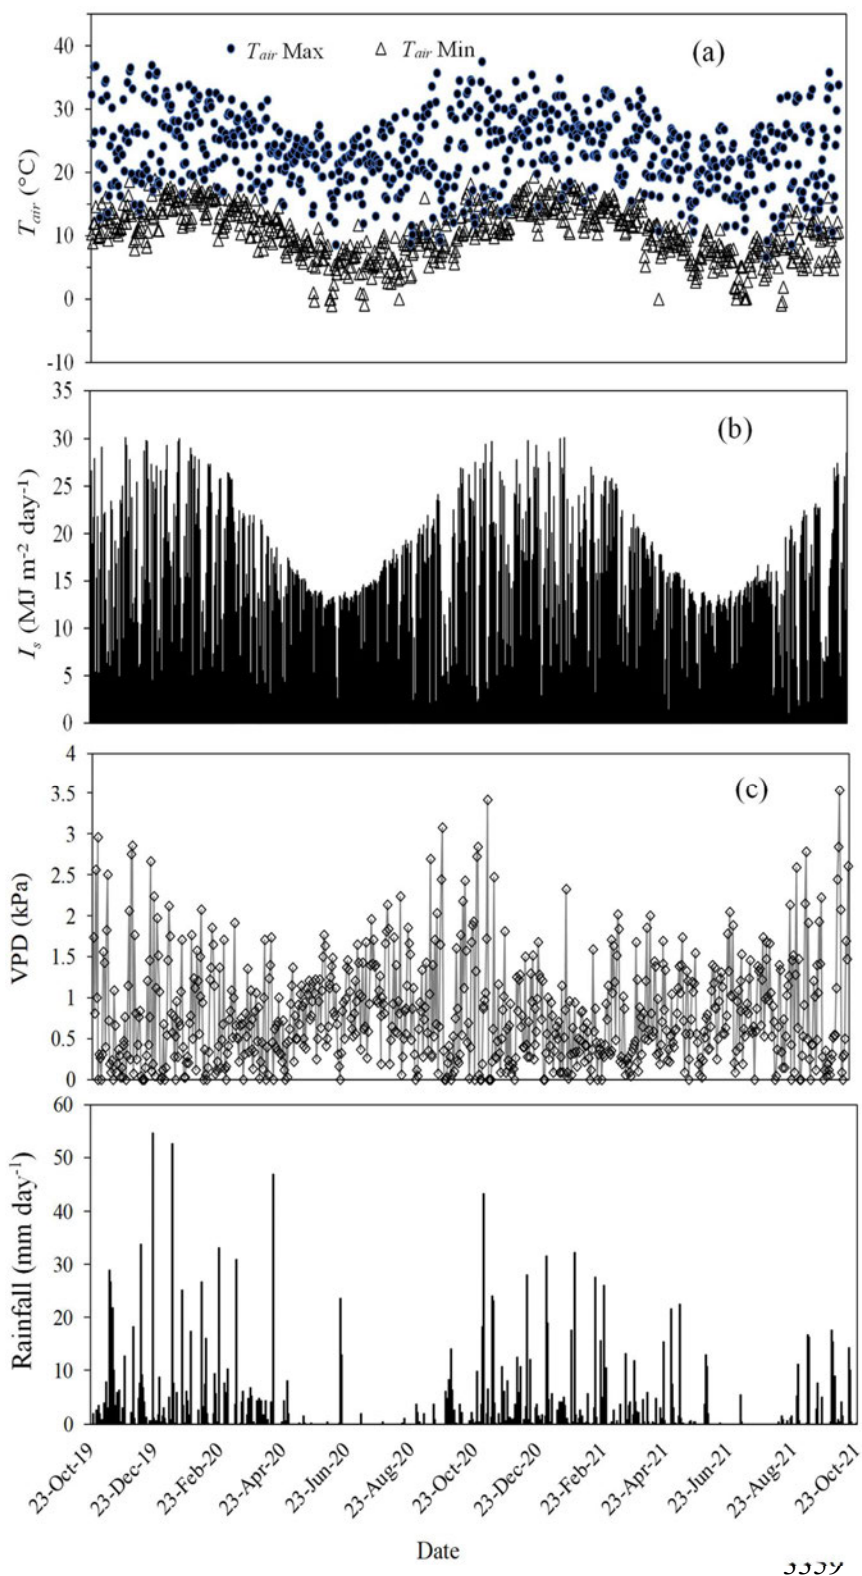 40
30
20
10
0
-10
T_air (°C)
T_air Max
T_air Min
(a)
35
30
25
20
15
10
5
0
I_s (MJ m⁻² day⁻¹)
(b)
4
3.5
3
2.5
2
1.5
1
0.5
0
VPD (kPa)
(c)
60
50
40
30
20
10
0
Rainfall (mm day⁻¹)
23-Oct-19
23-Dec-19
23-Feb-20
23-Apr-20
23-Jun-20
23-Aug-20
23-Oct-20
23-Dec-20
23-Feb-21
23-Apr-21
23-Jun-21
23-Aug-21
23-Oct-21
Date